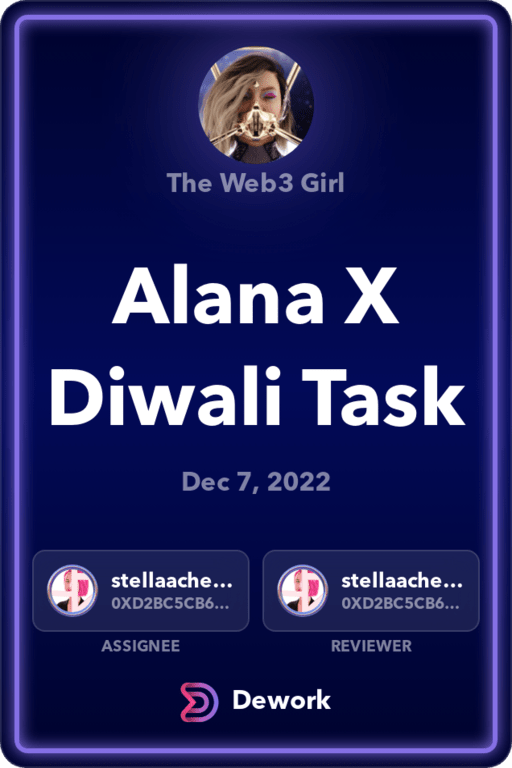 The Web3 Girl
Alana X
Diwali Task
Dec 7, 2022
stellaache...
0XD2BC5CB6...
ASSIGNEE
stellaache...
0XD2BC5CB6...
REVIEWER
Dework